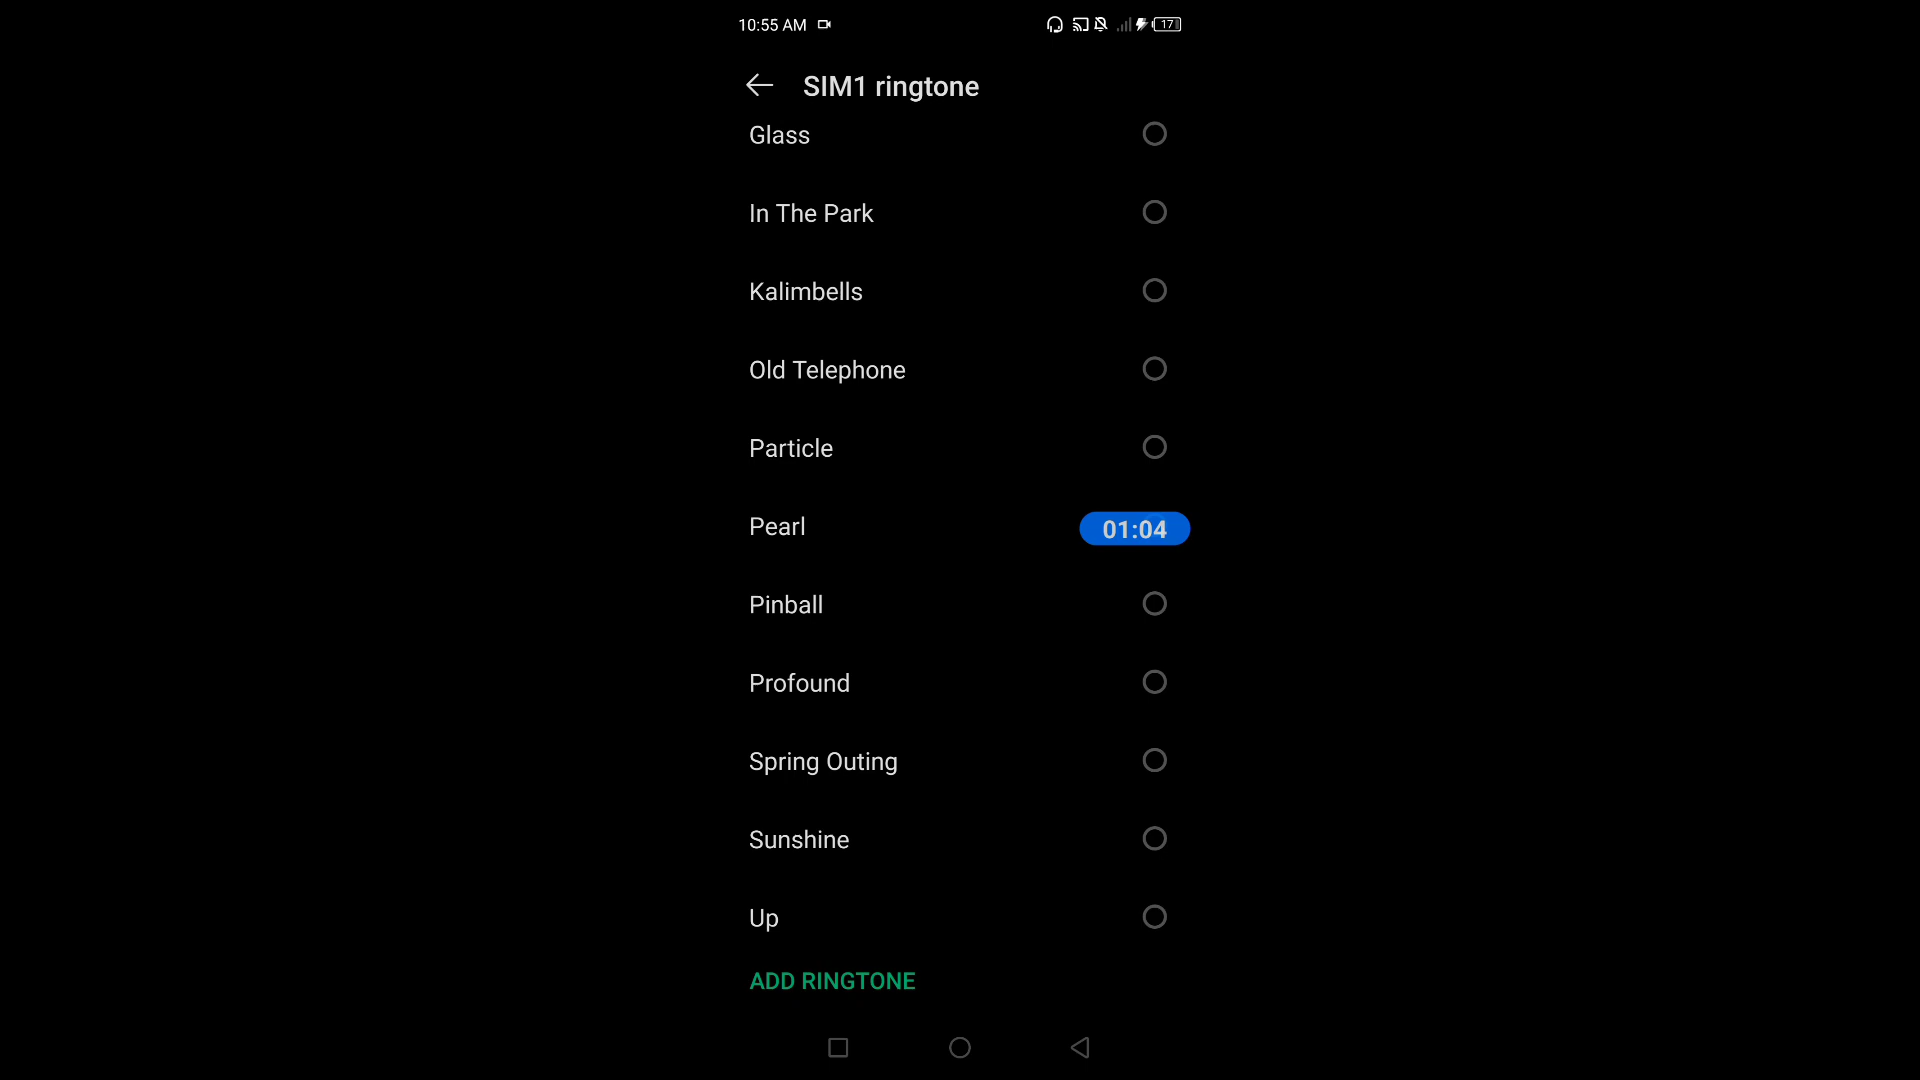 10:55 AM
17
SIM1 ringtone
Glass
In The Park
Kalimbells
Old Telephone
Particle
Pearl
01:04
Pinball
Profound
Spring Outing
Sunshine
Up
ADD RINGTONE